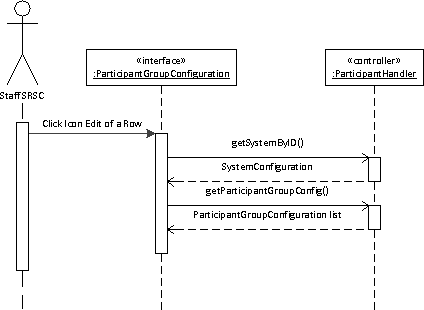 «interface»
:ParticipantGroupConfiguration
«controller»
:ParticipantHandler
StaffSRSC
Click Icon Edit of a Row
getSystemByID()
SystemConfiguration
getParticipantGroupConfig()
ParticipantGroupConfiguration list